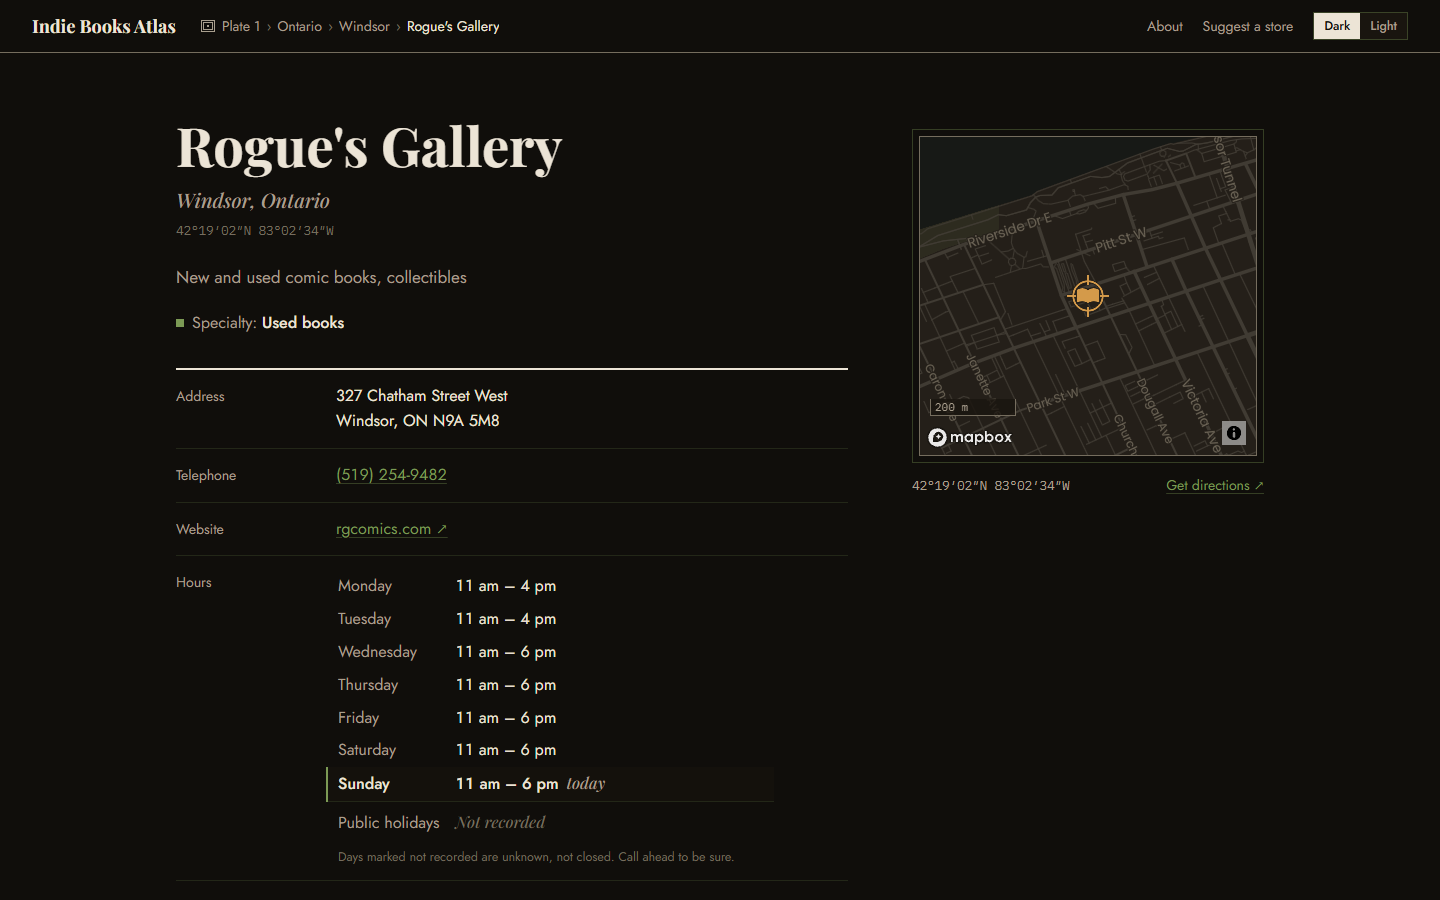 Indie Books Atlas
Plate 1 › Ontario › Windsor › Rogue's Gallery
About
Suggest a store
Dark
Light
Rogue's Gallery
Windsor, Ontario
42°19′02″N 83°02′34″W
New and used comic books, collectibles
Specialty: Used books
Address
327 Chatham Street West
Windsor, ON N9A 5M8
Telephone
(519) 254-9482
Website
rgcomics.com ↗
Hours
Monday 11 am – 4 pm
Tuesday 11 am – 4 pm
Wednesday 11 am – 6 pm
Thursday 11 am – 6 pm
Friday 11 am – 6 pm
Saturday 11 am – 6 pm
Sunday 11 am – 6 pm today
Public holidays Not recorded
Days marked not recorded are unknown, not closed. Call ahead to be sure.
sor Tunnel
Riverside Dr E
Pitt St W
Janette
Park St W
Dougall Ave
Victoria Ave
Church
200 m
mapbox
42°19′02″N 83°02′34″W
Get directions ↗